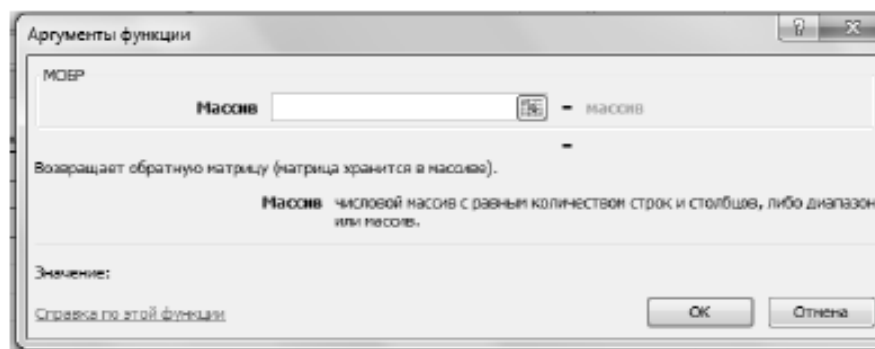 Аргументы функции
МОБР
Массив = массив
=
Возвращает обратную матрицу (матрица хранится в массиве).
Массив числовой массив с равным количеством строк и столбцов, либо диапазон
или массив.
Значение:
Справка по этой функции
ОК Отмена